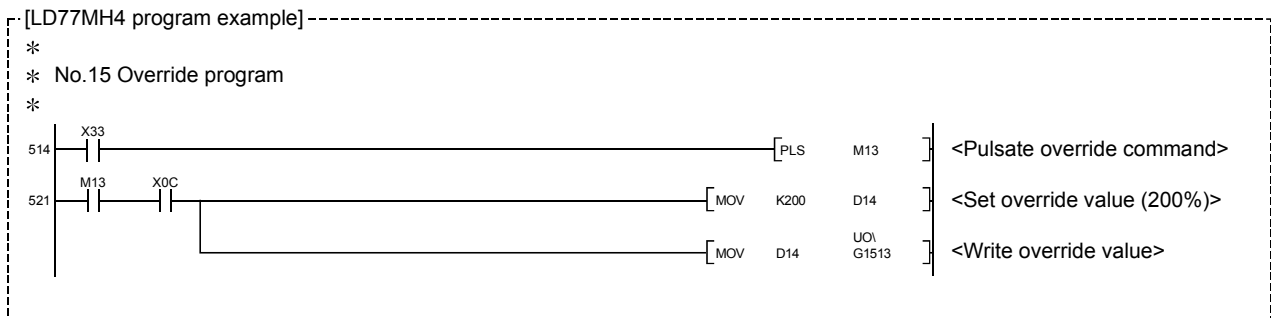 [LD77MH4 program example]
*
* No.15 Override program
*
X33
514 PLS M13 <Pulsate override command>
M13 X0C
521 MOV K200 D14 <Set override value (200%)>
UO\
MOV D14 G1513 <Write override value>